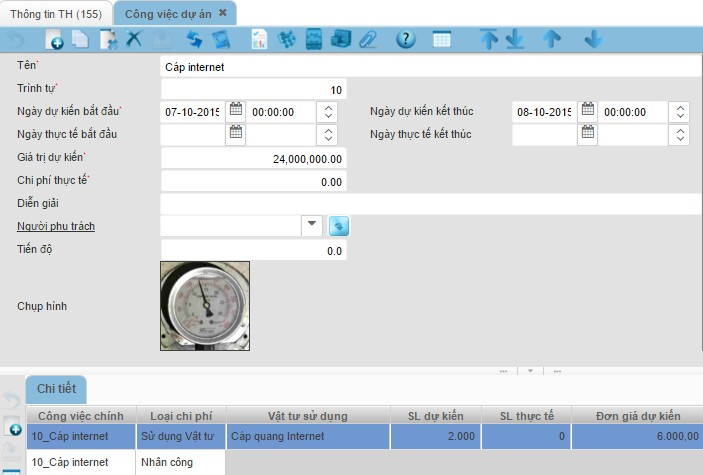 Thông tin TH (155) Công việc dự án ×
Tên* Cáp internet
Trình tự* 10
Ngày dự kiến bắt đầu* 07-10-2015 00:00:00 Ngày dự kiến kết thúc 08-10-2015 00:00:00
Ngày thực tế bắt đầu Ngày thực tế kết thúc
Giá trị dự kiến* 24,000,000.00
Chi phí thực tế* 0.00
Diễn giải
Người phụ trách
Tiến độ 0.0
Chụp hình
Chi tiết
Công việc chính Loại chi phí Vật tư sử dụng SL dự kiến SL thực tế Đơn giá dự kiến
10_Cáp internet Sử dụng Vật tư Cáp quang Internet 2.000 0 6.000,00
10_Cáp internet Nhân công